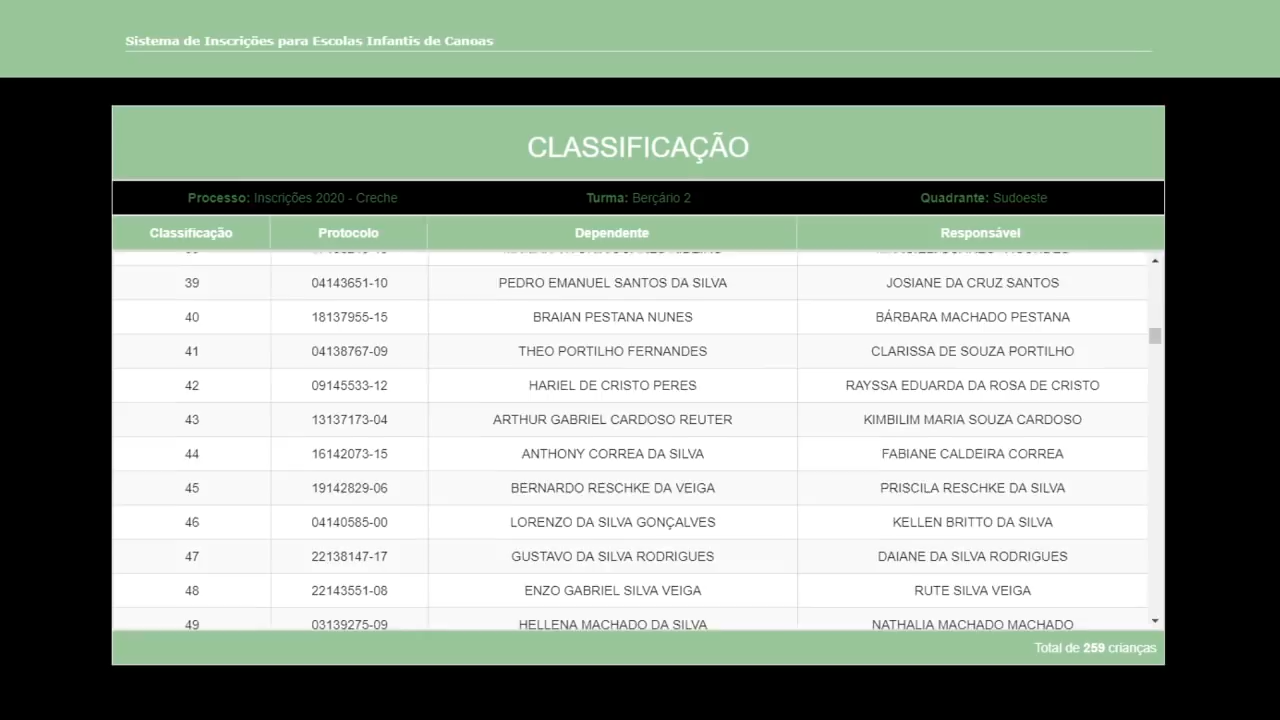 Sistema de Inscrições para Escolas Infantis de Canoas
CLASSIFICAÇÃO
Processo: Inscrições 2020 - Creche Turma: Berçário 2 Quadrante: Sudoeste
Classificação Protocolo Dependente Responsável
39 04143651-10 PEDRO EMANUEL SANTOS DA SILVA JOSIANE DA CRUZ SANTOS
40 18137955-15 BRAIAN PESTANA NUNES BÁRBARA MACHADO PESTANA
41 04138767-09 THEO PORTILHO FERNANDES CLARISSA DE SOUZA PORTILHO
42 09145533-12 HARIEL DE CRISTO PERES RAYSSA EDUARDA DA ROSA DE CRISTO
43 13137173-04 ARTHUR GABRIEL CARDOSO REUTER KIMBILIM MARIA SOUZA CARDOSO
44 16142073-15 ANTHONY CORREA DA SILVA FABIANE CALDEIRA CORREA
45 19142829-06 BERNARDO RESCHKE DA VEIGA PRISCILA RESCHKE DA SILVA
46 04140585-00 LORENZO DA SILVA GONÇALVES KELLEN BRITTO DA SILVA
47 22138147-17 GUSTAVO DA SILVA RODRIGUES DAIANE DA SILVA RODRIGUES
48 22143551-08 ENZO GABRIEL SILVA VEIGA RUTE SILVA VEIGA
49 03139275-09 HELLENA MACHADO DA SILVA NATHALIA MACHADO MACHADO
Total de 259 crianças